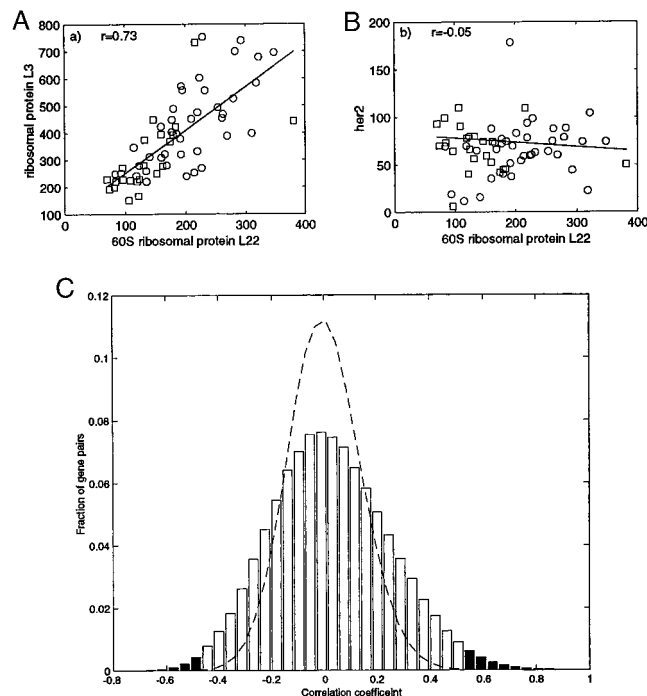 A
a) r=0.73
ribosomal protein L3
800
700
600
500
400
300
200
100
0 100 200 300 400
60S ribosomal protein L22
B
b) r=-0.05
her2
200
150
100
50
0
0 100 200 300 400
60S ribosomal protein L22
C
Fraction of gene pairs
0.12
0.1
0.08
0.06
0.04
0.02
0
-0.8 -0.6 -0.4 -0.2 0 0.2 0.4 0.6 0.8 1
Correlation coefficeint